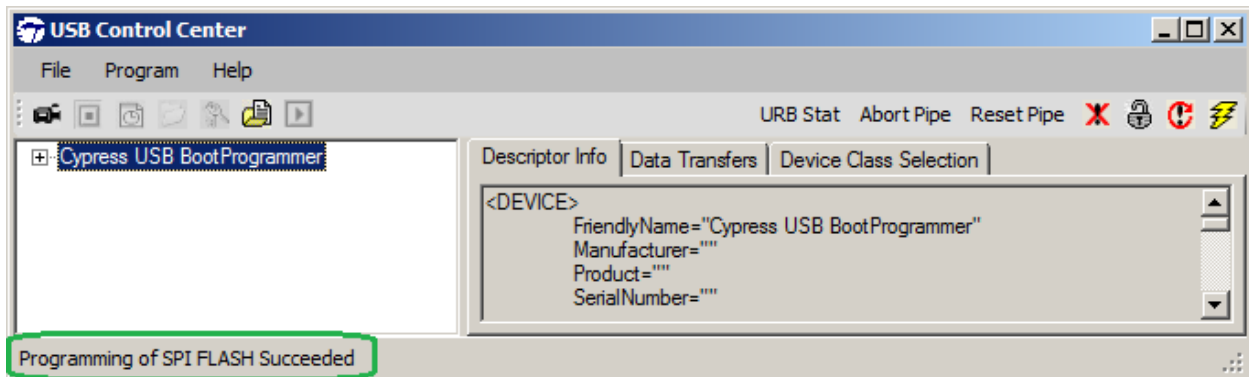 USB Control Center
File Program Help
URB Stat Abort Pipe Reset Pipe
Cypress USB BootProgrammer
Descriptor Info Data Transfers Device Class Selection
<DEVICE>
FriendlyName="Cypress USB BootProgrammer"
Manufacturer=""
Product=""
SerialNumber=""
Programming of SPI FLASH Succeeded